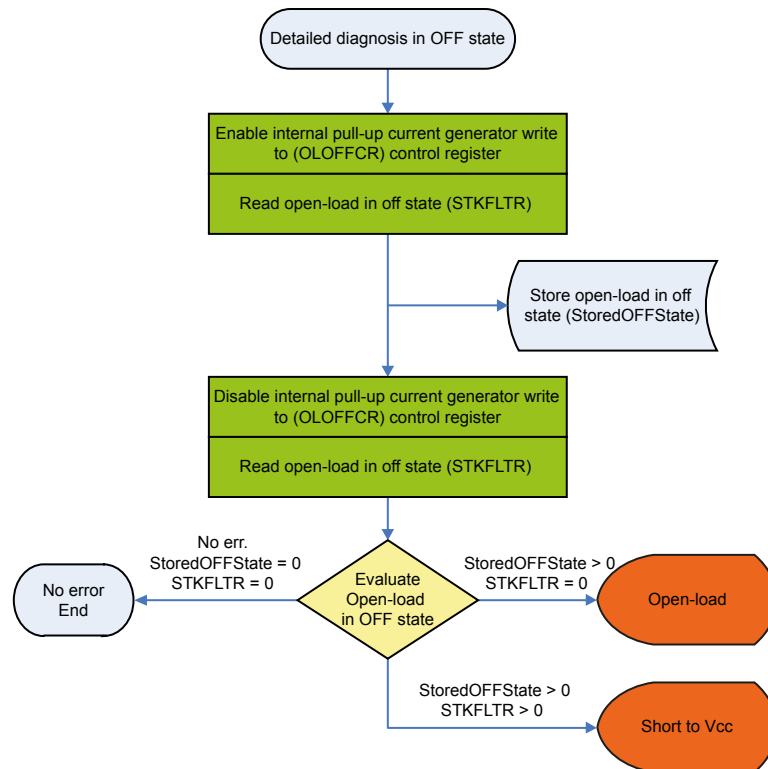 Detailed diagnosis in OFF state
Enable internal pull-up current generator write
to (OLOFFCR) control register
Read open-load in off state (STKFLTR)
Store open-load in off
state (StoredOFFState)
Disable internal pull-up current generator write
to (OLOFFCR) control register
Read open-load in off state (STKFLTR)
No err.
StoredOFFState = 0
STKFLTR = 0
No error
End
Evaluate
Open-load
in OFF state
StoredOFFState > 0
STKFLTR = 0
Open-load
StoredOFFState > 0
STKFLTR > 0
Short to Vcc